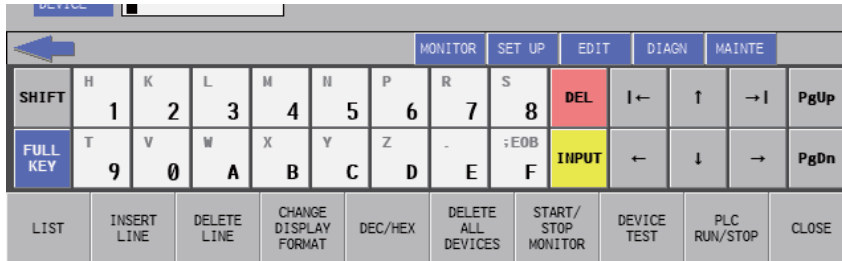 DEVICE
MONITOR SET UP EDIT DIAGN MAINTE
SHIFT H 1 K 2 L 3 M 4 N 5 P 6 R 7 S 8 DEL |← ↑ →| PgUp
FULL KEY T 9 V 0 W A X B Y C Z D . E ;EOB F INPUT ← ↓ → PgDn
LIST INSERT LINE DELETE LINE CHANGE DISPLAY FORMAT DEC/HEX DELETE ALL DEVICES START/ STOP MONITOR DEVICE TEST PLC RUN/STOP CLOSE